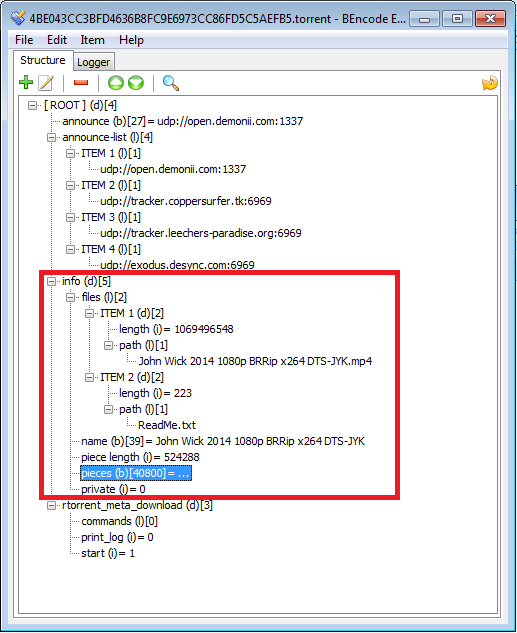 4BE043CC3BFD4636B8FC9E6973CC86FD5C5AEFB5.torrent - BEncode E...
File Edit Item Help
Structure Logger
[ ROOT ] (d)[4]
announce (b)[27]= udp://open.demonii.com:1337
announce-list (l)[4]
ITEM 1 (l)[1]
udp://open.demonii.com:1337
ITEM 2 (l)[1]
udp://tracker.coppersurfer.tk:6969
ITEM 3 (l)[1]
udp://tracker.leechers-paradise.org:6969
ITEM 4 (l)[1]
udp://exodus.desync.com:6969
info (d)[5]
files (l)[2]
ITEM 1 (d)[2]
length (i)= 1069496548
path (l)[1]
John Wick 2014 1080p BRRip x264 DTS-JYK.mp4
ITEM 2 (d)[2]
length (i)= 223
path (l)[1]
ReadMe.txt
name (b)[39]= John Wick 2014 1080p BRRip x264 DTS-JYK
piece length (i)= 524288
pieces (b)[40800]= ...
private (i)= 0
rtorrent_meta_download (d)[3]
commands (l)[0]
print_log (i)= 0
start (i)= 1